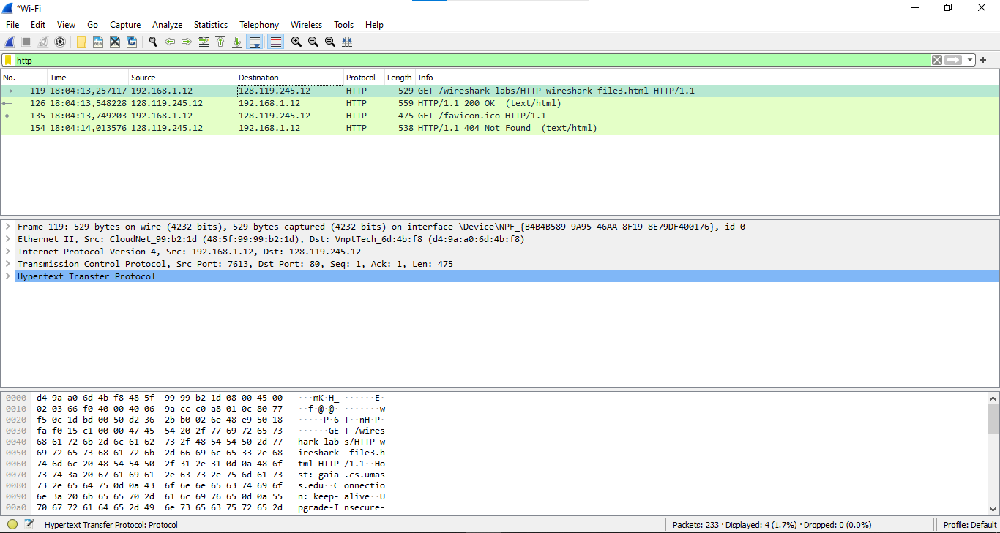 *Wi-Fi
File Edit View Go Capture Analyze Statistics Telephony Wireless Tools Help
http
No. Time Source Destination Protocol Length Info
119 18:04:13,257117 192.168.1.12 128.119.245.12 HTTP 529 GET /wireshark-labs/HTTP-wireshark-file3.html HTTP/1.1
126 18:04:13,548228 128.119.245.12 192.168.1.12 HTTP 559 HTTP/1.1 200 OK (text/html)
135 18:04:13,749203 192.168.1.12 128.119.245.12 HTTP 475 GET /favicon.ico HTTP/1.1
154 18:04:14,013576 128.119.245.12 192.168.1.12 HTTP 538 HTTP/1.1 404 Not Found (text/html)
Frame 119: 529 bytes on wire (4232 bits), 529 bytes captured (4232 bits) on interface \Device\NPF_{B4B4B589-9A95-46AA-8F19-8E79DF400176}, id 0
Ethernet II, Src: CloudNet_99:b2:1d (48:5f:99:99:b2:1d), Dst: VnptTech_6d:4b:f8 (d4:9a:a0:6d:4b:f8)
Internet Protocol Version 4, Src: 192.168.1.12, Dst: 128.119.245.12
Transmission Control Protocol, Src Port: 7613, Dst Port: 80, Seq: 1, Ack: 1, Len: 475
Hypertext Transfer Protocol
0000 d4 9a a0 6d 4b f8 48 5f 99 99 b2 1d 08 00 45 00 ···mK·H_ ······E·
0010 02 03 66 f0 40 00 40 06 9a cc c0 a8 01 0c 80 77 ··f·@·@· ·······w
0020 f5 0c 1d bd 00 50 d2 36 2b b0 02 6e 48 e9 50 18 ·····P·6 +··nH·P·
0030 fa f0 15 c1 00 00 47 45 54 20 2f 77 69 72 65 73 ······GE T /wires
0040 68 61 72 6b 2d 6c 61 62 73 2f 48 54 54 50 2d 77 hark-lab s/HTTP-w
0050 69 72 65 73 68 61 72 6b 2d 66 69 6c 65 33 2e 68 ireshark -file3.h
0060 74 6d 6c 20 48 54 54 50 2f 31 2e 31 0d 0a 48 6f tml HTTP /1.1··Ho
0070 73 74 3a 20 67 61 69 61 2e 63 73 2e 75 6d 61 73 st: gaia .cs.umas
0080 73 2e 65 64 75 0d 0a 43 6f 6e 6e 65 63 74 69 6f s.edu··C onnectio
0090 6e 3a 20 6b 65 65 70 2d 61 6c 69 76 65 0d 0a 55 n: keep- alive··U
00a0 70 67 72 61 64 65 2d 49 6e 73 65 63 75 72 65 2d pgrade-I nsecure-
Hypertext Transfer Protocol: Protocol
Packets: 233 · Displayed: 4 (1.7%) · Dropped: 0 (0.0%)
Profile: Default